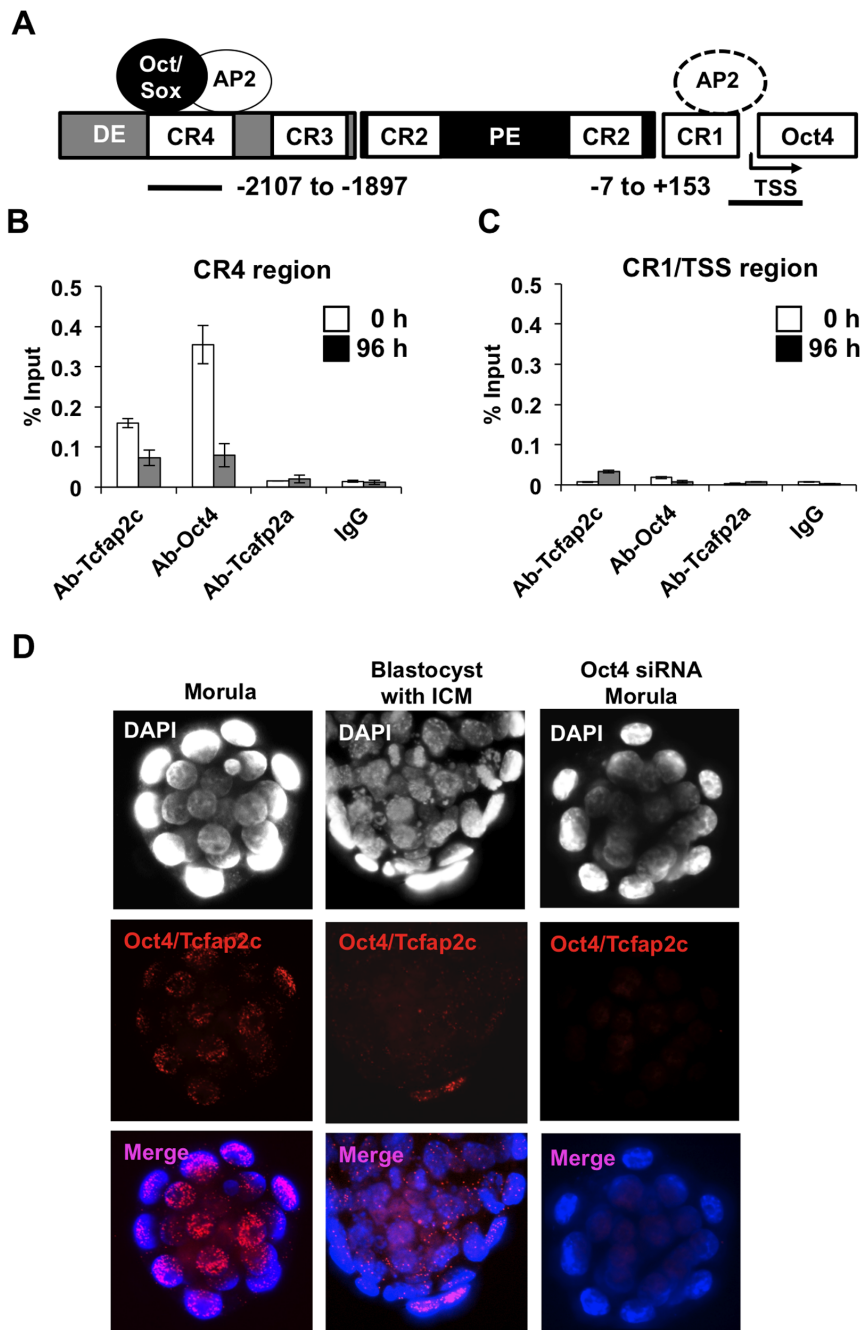 A
Oct/
Sox
AP2
AP2
DE
CR4
CR3
CR2
PE
CR2
CR1
Oct4
-2107 to -1897
-7 to +153
TSS
B
CR4 region
% Input
0.5
0.4
0.3
0.2
0.1
0
0 h
96 h
Ab-Tcfap2c
Ab-Oct4
Ab-Tcafp2a
IgG
C
CR1/TSS region
% Input
0.5
0.4
0.3
0.2
0.1
0
0 h
96 h
Ab-Tcfap2c
Ab-Oct4
Ab-Tcafp2a
IgG
D
Morula
Blastocyst
with ICM
Oct4 siRNA
Morula
DAPI
DAPI
DAPI
Oct4/Tcfap2c
Oct4/Tcfap2c
Oct4/Tcfap2c
Merge
Merge
Merge